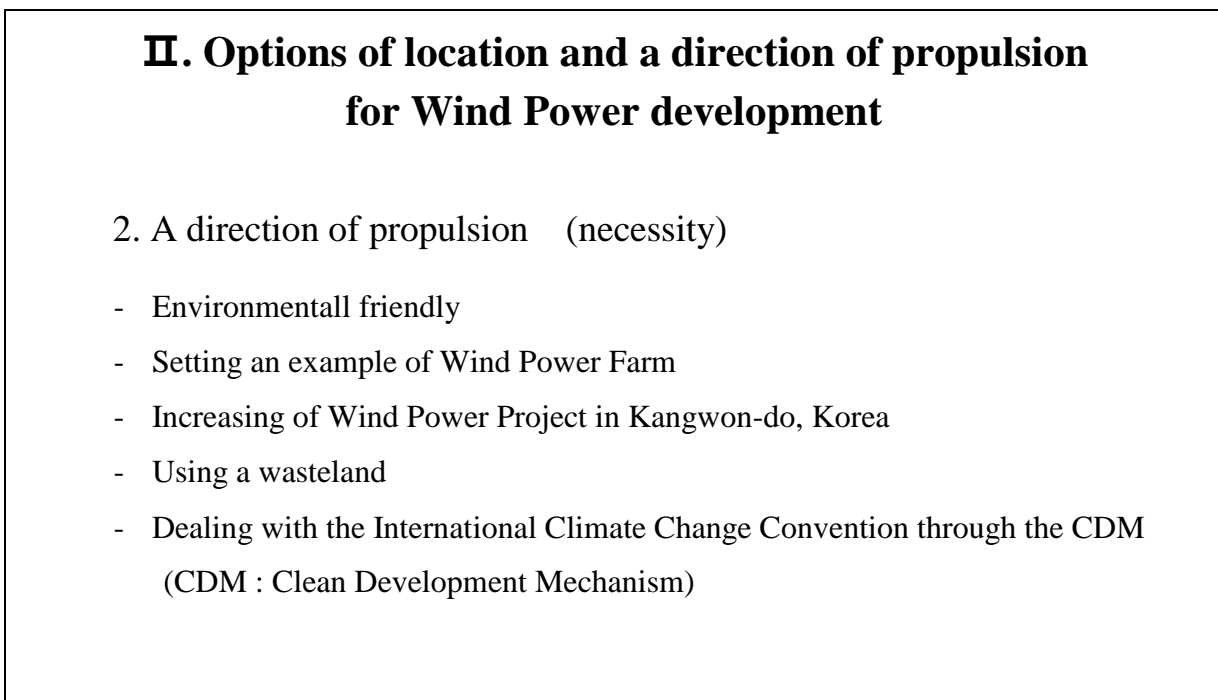 Ⅱ. Options of location and a direction of propulsion
for Wind Power development
2. A direction of propulsion (necessity)
- Environmentall friendly
- Setting an example of Wind Power Farm
- Increasing of Wind Power Project in Kangwon-do, Korea
- Using a wasteland
- Dealing with the International Climate Change Convention through the CDM
(CDM : Clean Development Mechanism)